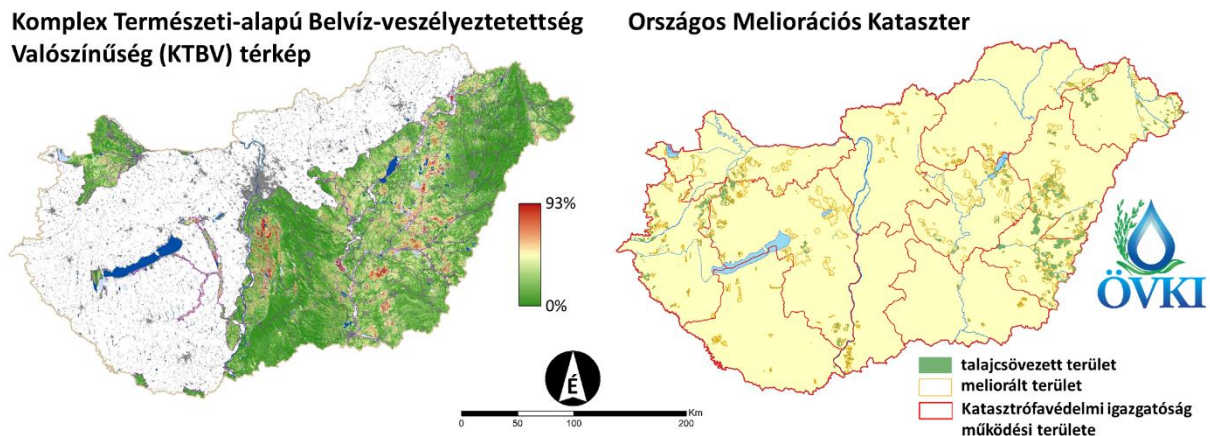 Komplex Természeti-alapú Belvíz-veszélyeztetettség
Valószínűség (KTBV) térkép
Országos Meliorációs Kataszter
93%
0%
É
Km
0 50 100 200
ÖVKI
talajcsövezett terület
meliorált terület
Katasztrófavédelmi igazgatóság
működési területe